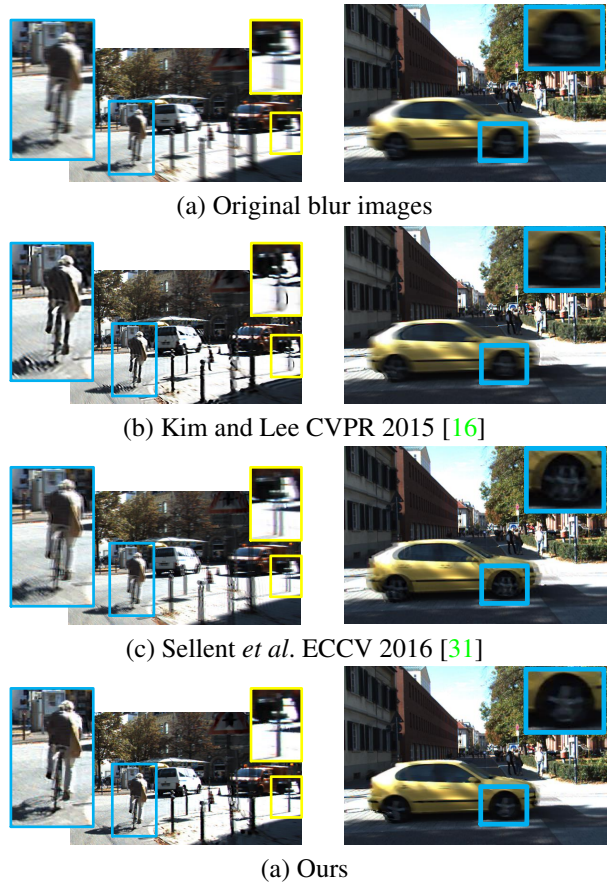 (a) Original blur images
(b) Kim and Lee CVPR 2015 [16]
(c) Sellent et al. ECCV 2016 [31]
(a) Ours